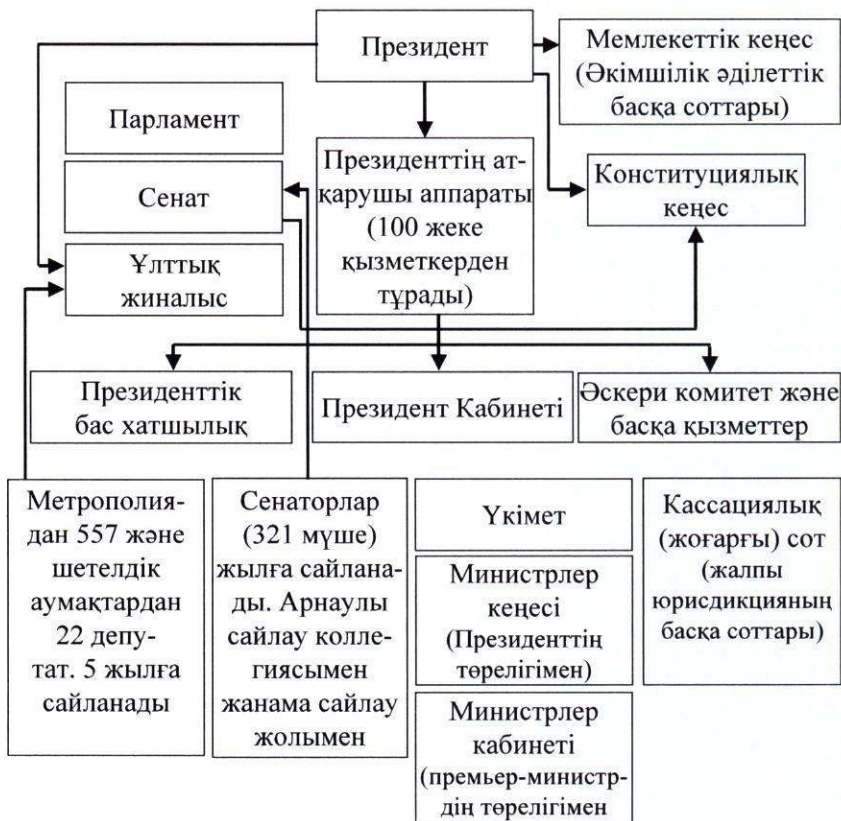 Президент
Мемлекеттік кеңес
(Әкімшілік әділеттік
басқа соттары)
Парламент
Сенат
Ұлттық
жиналыс
Президенттің ат-
қарушы аппараты
(100 жеке
қызметкерден
тұрады)
Конституциялық
кеңес
Президенттік
бас хатшылық
Президент Кабинеті
Әскери комитет және
басқа қызметтер
Метрополия-
дан 557 және
шетелдік
аумақтардан
22 депу-
тат. 5 жылға
сайланады
Сенаторлар
(321 мүше)
жылға сайлана-
ды. Арнаулы
сайлау колле-
гиясымен
жанама сайлау
жолымен
Үкімет
Министрлер
кеңесі
(Президенттің
төрелігімен)
Министрлер
кабинеті
(премьер-министр-
дің төрелігімен
Кассациялық
(жоғарғы) сот
(жалпы
юрисдикцияның
басқа соттары)